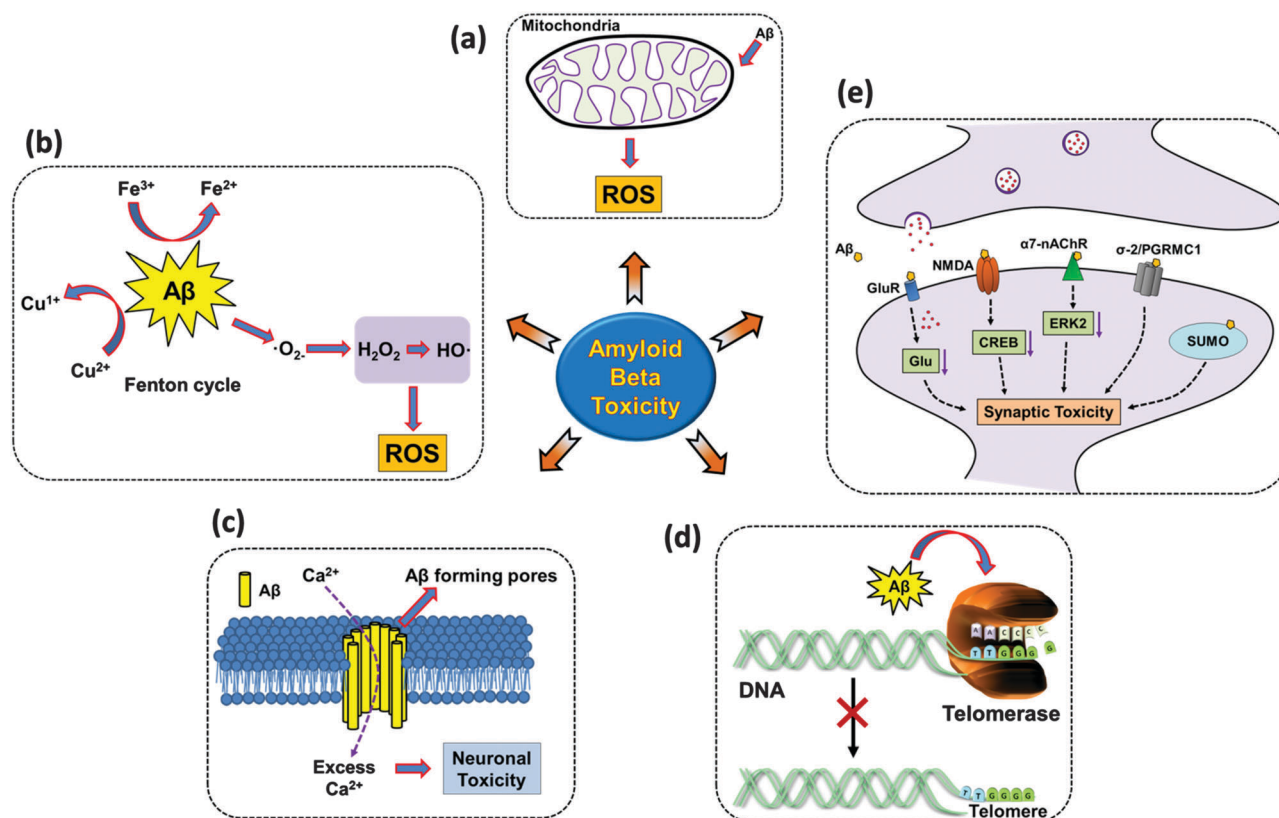 (a)
Mitochondria
Aβ
ROS
(b)
Fe³⁺
Fe²⁺
Aβ
Cu¹⁺
Cu²⁺
Fenton cycle
·O₂-
H₂O₂
HO·
ROS
Amyloid
Beta
Toxicity
(e)
Aβ
GluR
NMDA
α7-nAChR
σ-2/PGRMC1
Glu
CREB
ERK2
SUMO
Synaptic Toxicity
(c)
Aβ
Ca²⁺
Aβ forming pores
Excess
Ca²⁺
Neuronal
Toxicity
(d)
Aβ
A A C C C C
T T G G G G
DNA
Telomerase
T T G G G G
Telomere